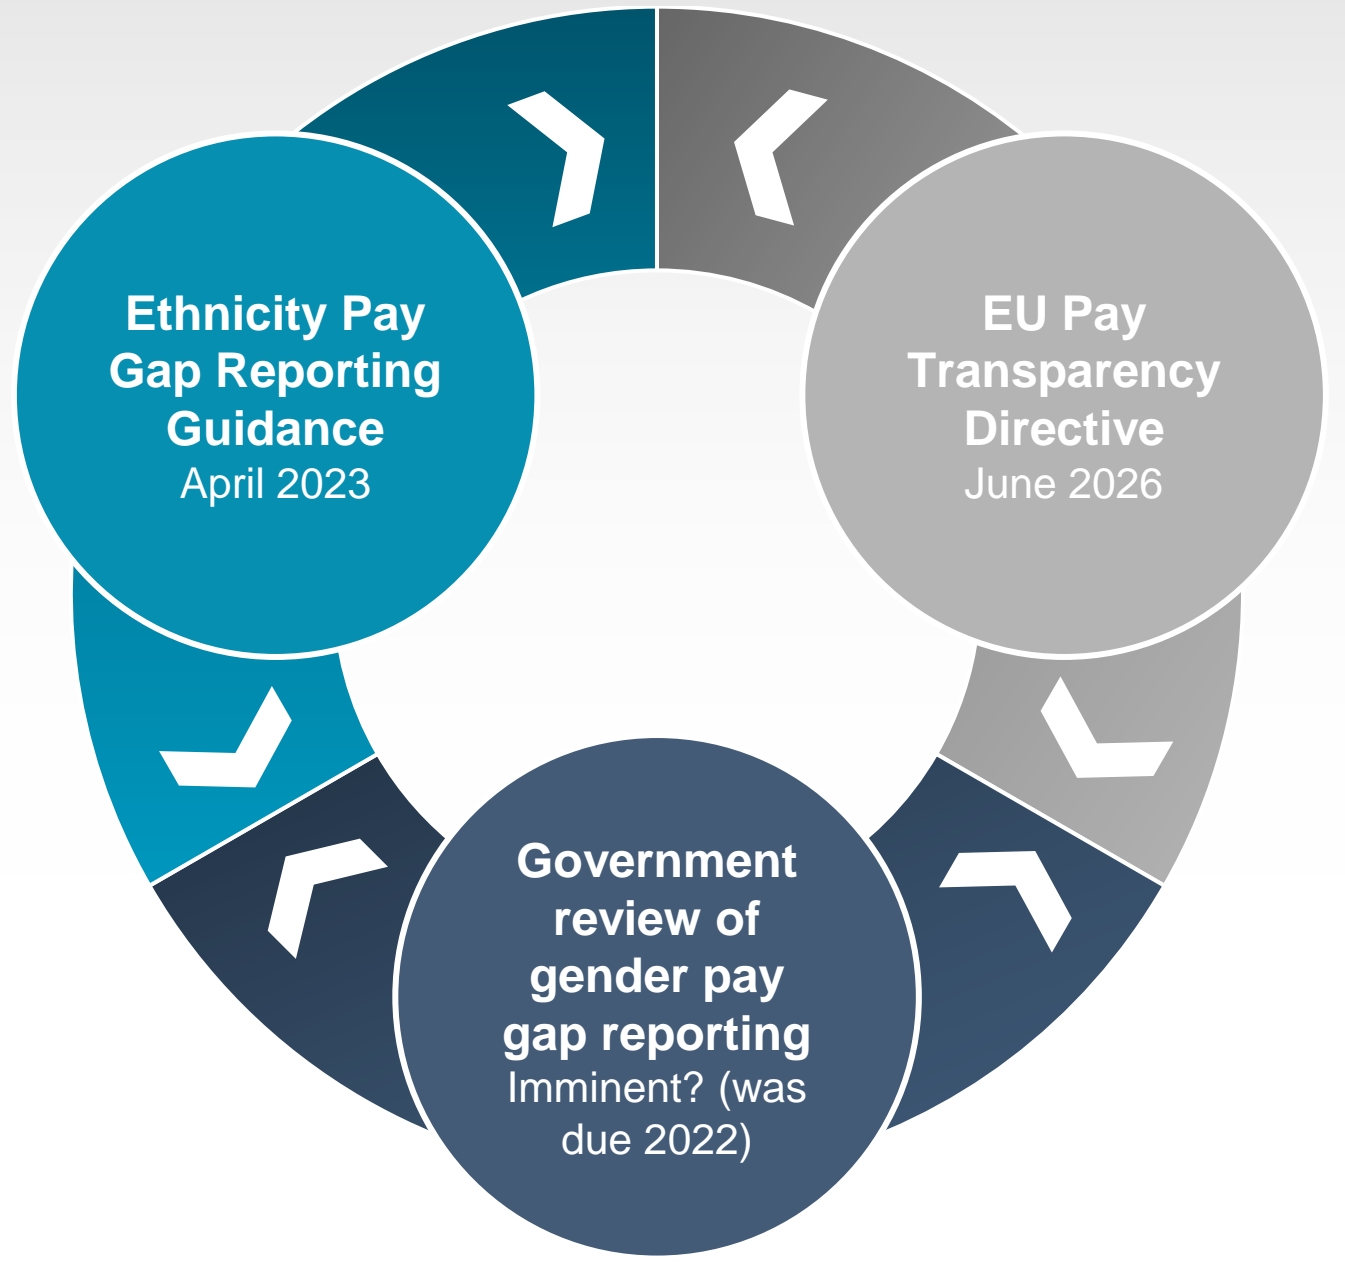 Ethnicity Pay
Gap Reporting
Guidance
April 2023
EU Pay
Transparency
Directive
June 2026
Government
review of
gender pay
gap reporting
Imminent? (was
due 2022)